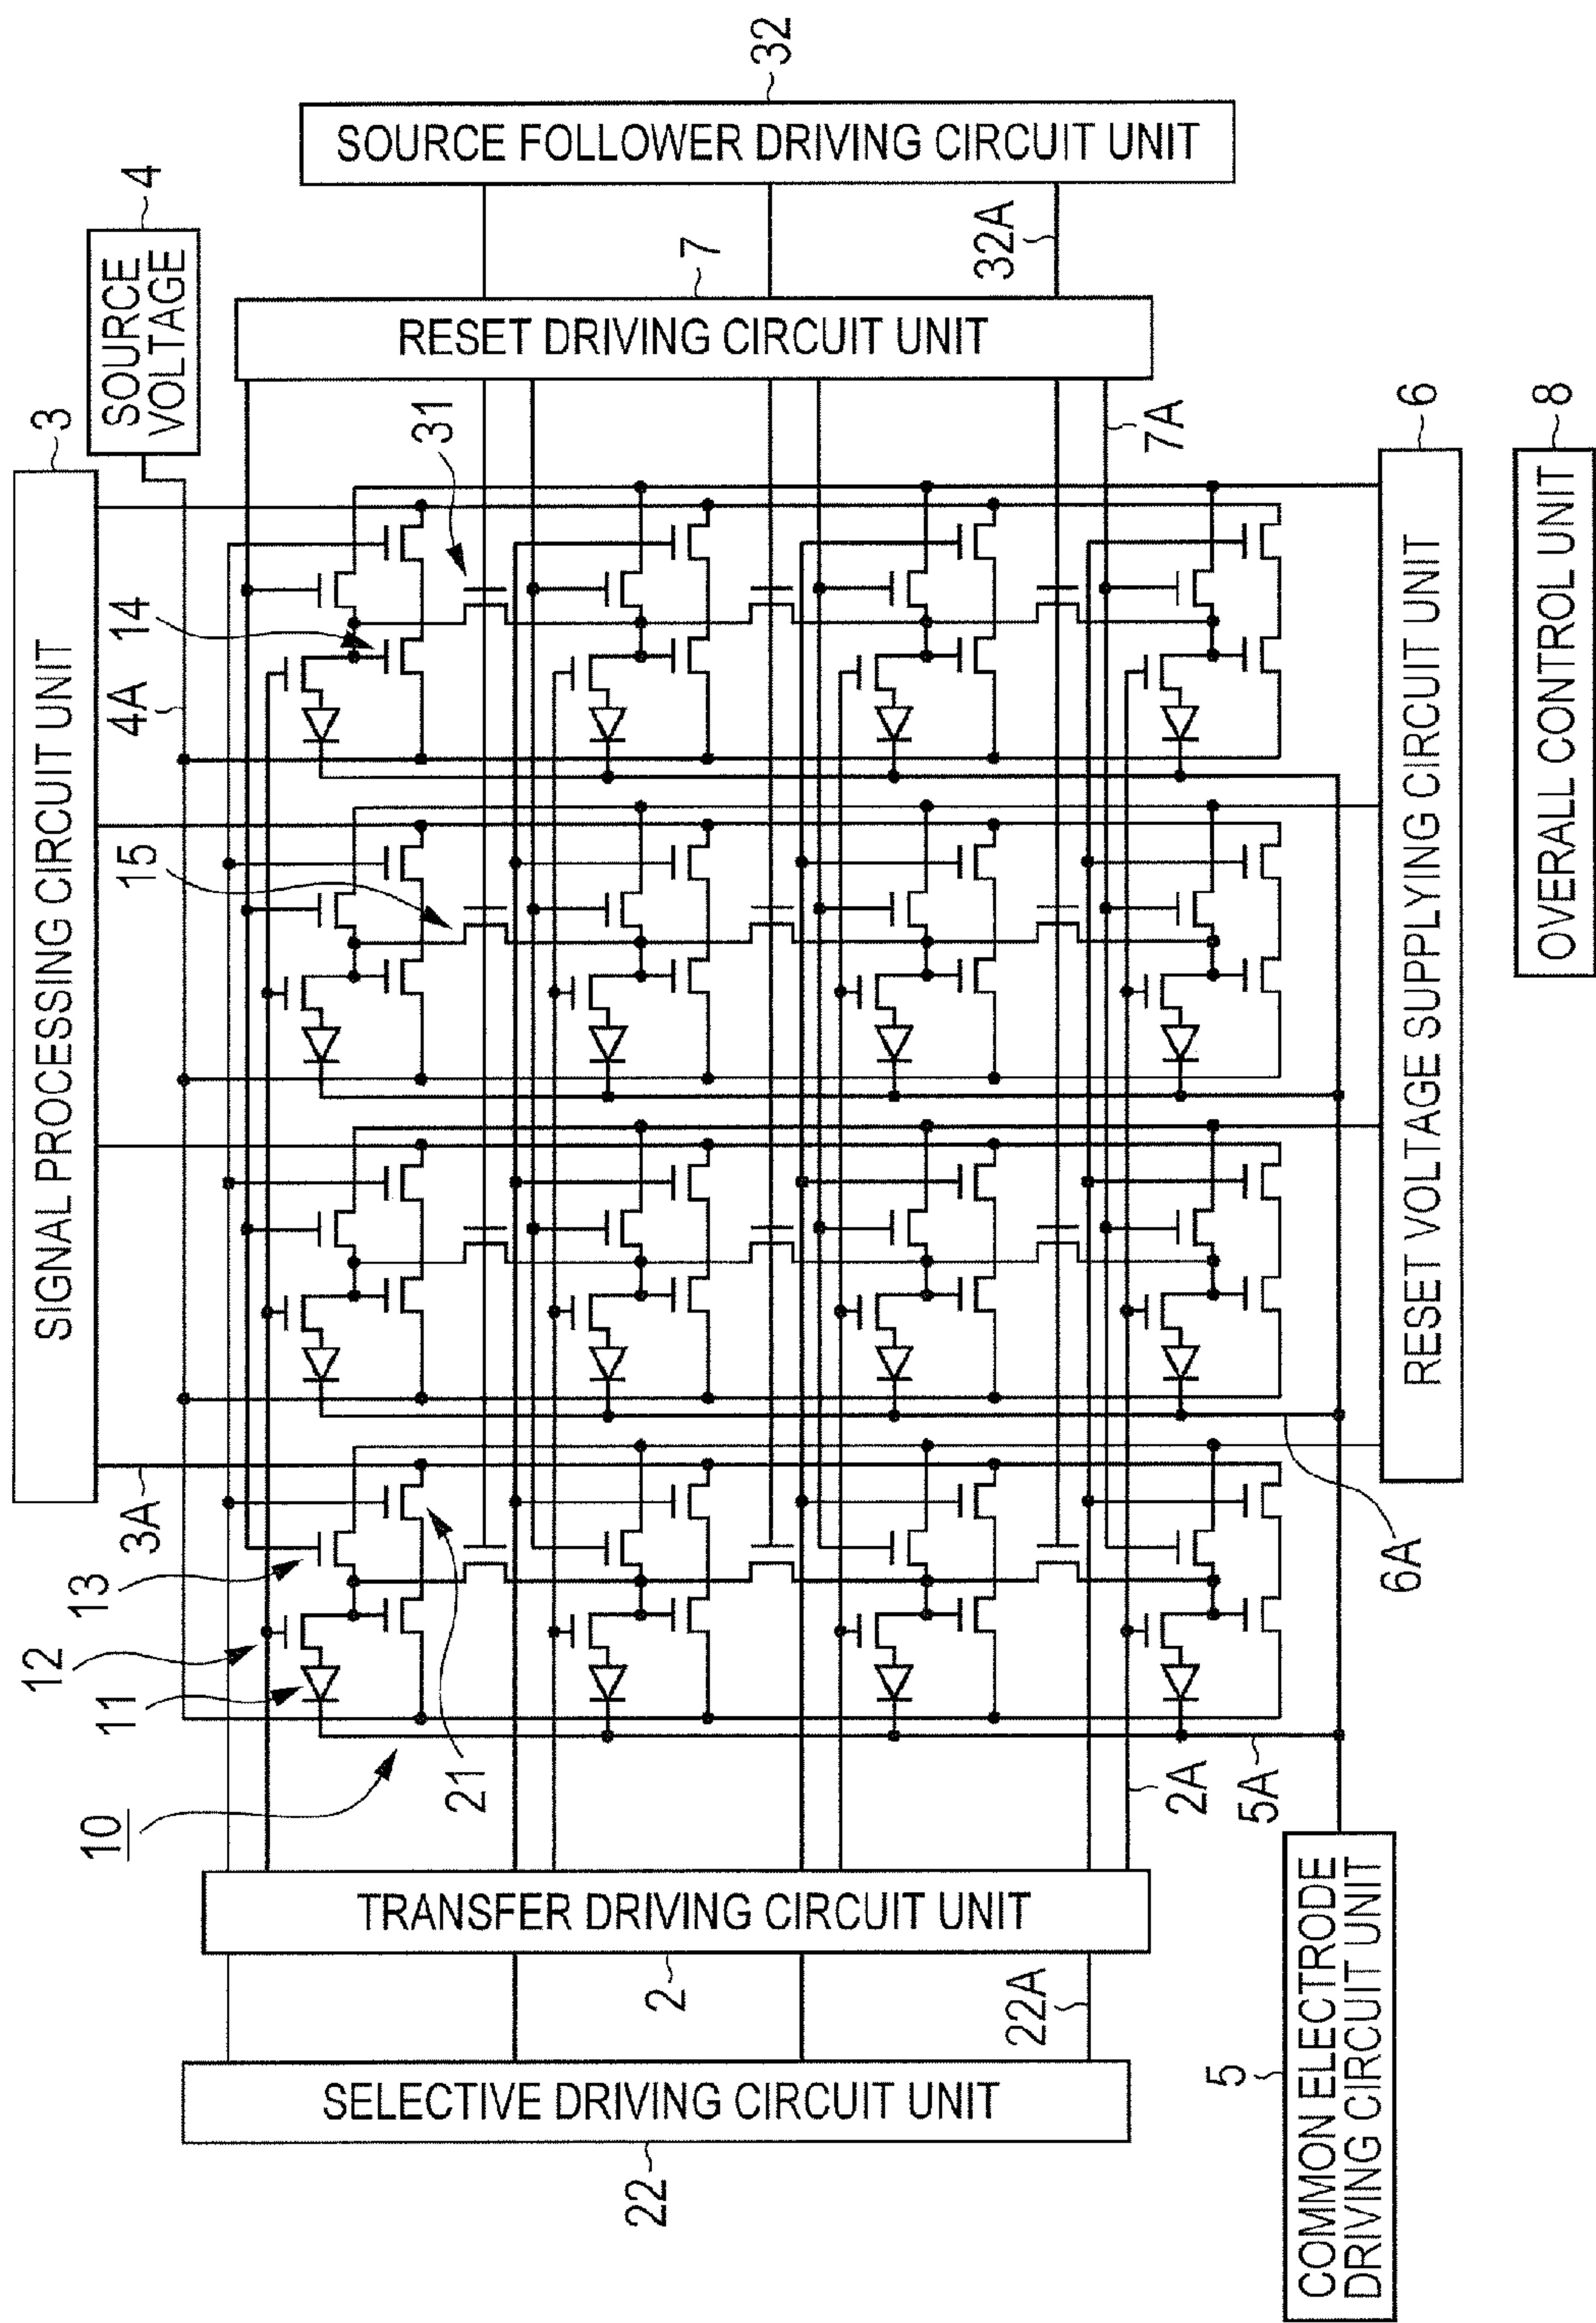 SIGNAL PROCESSING CIRCUIT UNIT
3
SOURCE
VOLTAGE
4
3A
4A
13
12
11
10
21
15
14
31
SELECTIVE DRIVING CIRCUIT UNIT
22
22A
TRANSFER DRIVING CIRCUIT UNIT
2
2A
RESET DRIVING CIRCUIT UNIT
7
7A
SOURCE FOLLOWER DRIVING CIRCUIT UNIT
32
32A
5A
6A
COMMON ELECTRODE
DRIVING CIRCUIT UNIT
5
RESET VOLTAGE SUPPLYING CIRCUIT UNIT
6
OVERALL CONTROL UNIT
8